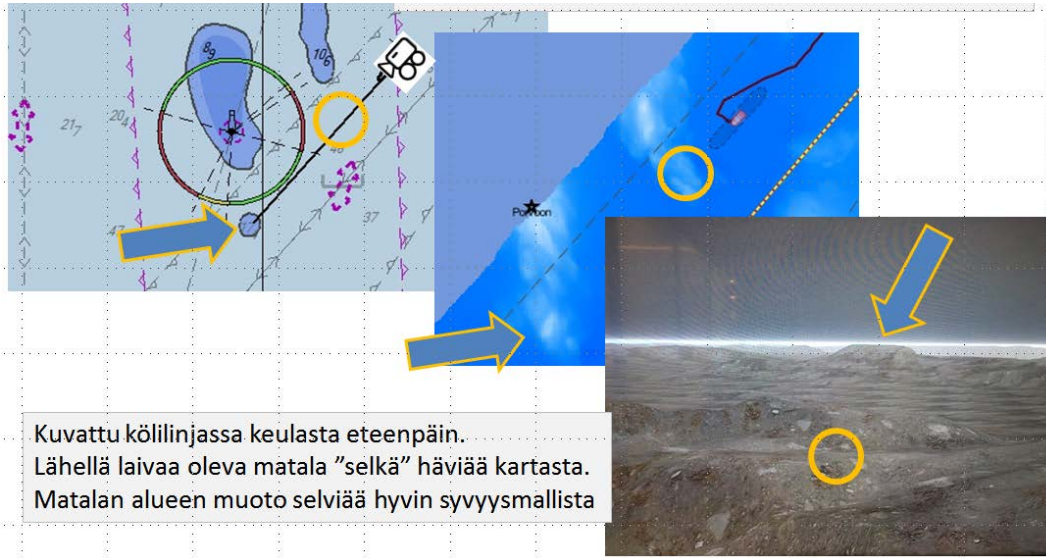 8₉
10₆
21₇
20₄
37
Kuvattu kölilinjassa keulasta eteenpäin.
Lähellä laivaa oleva matala ”selkä” häviää kartasta.
Matalan alueen muoto selviää hyvin syvyysmallista